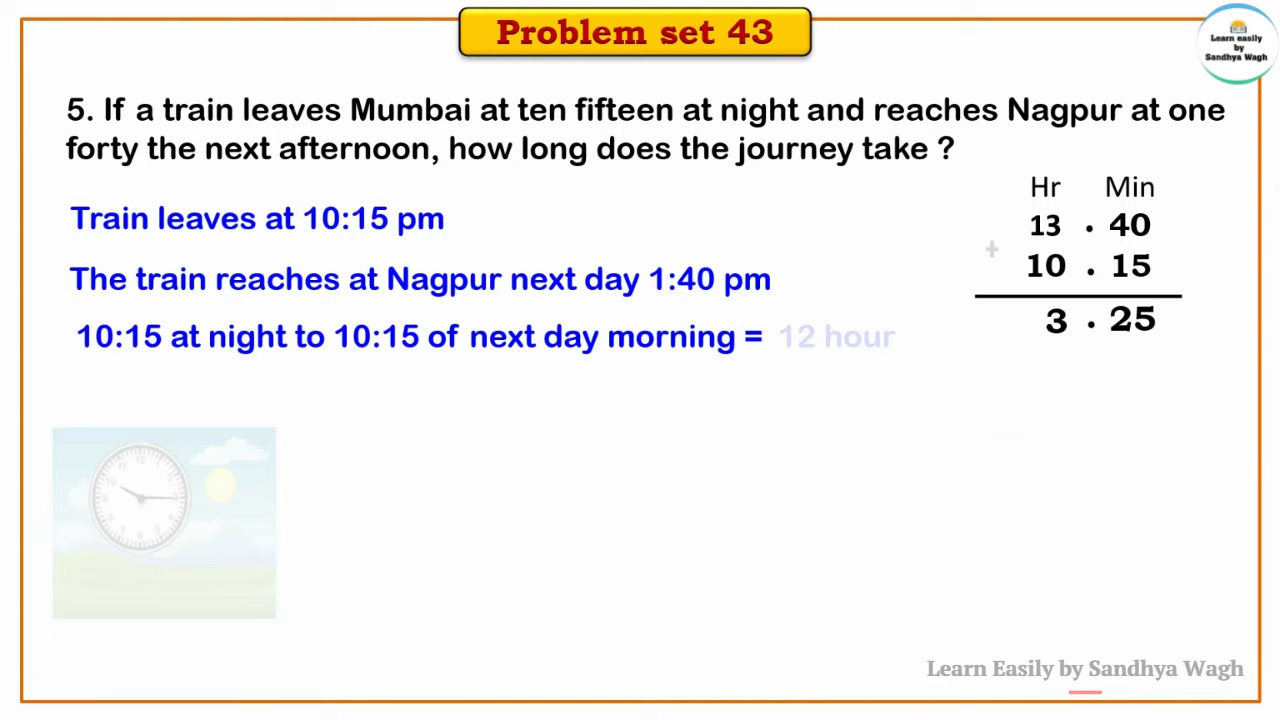 Problem set 43
Learn easily
by
Sandhya Wagh
5. If a train leaves Mumbai at ten fifteen at night and reaches Nagpur at one
forty the next afternoon, how long does the journey take ?
Hr Min
13 . 40
+
10 . 15
3 . 25
Train leaves at 10:15 pm
The train reaches at Nagpur next day 1:40 pm
10:15 at night to 10:15 of next day morning = 12 hour
Learn Easily by Sandhya Wagh